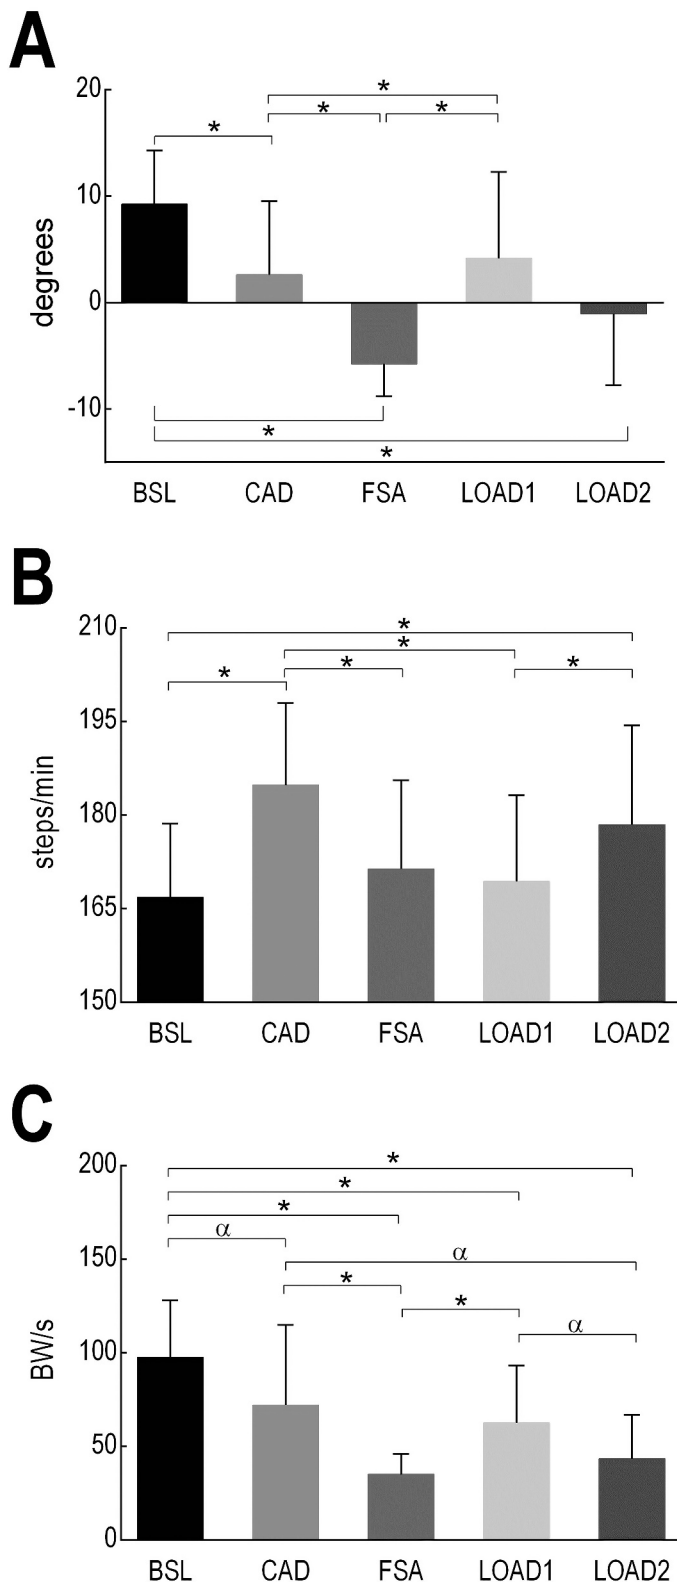 A
20
*
*
*
*
10
degrees
0
-10
*
*
BSL CAD FSA LOAD1 LOAD2
B
210
*
*
*
*
*
195
steps/min
180
165
150
BSL CAD FSA LOAD1 LOAD2
C
200
*
*
*
α
α
150
*
*
α
BW/s
100
50
0
BSL CAD FSA LOAD1 LOAD2